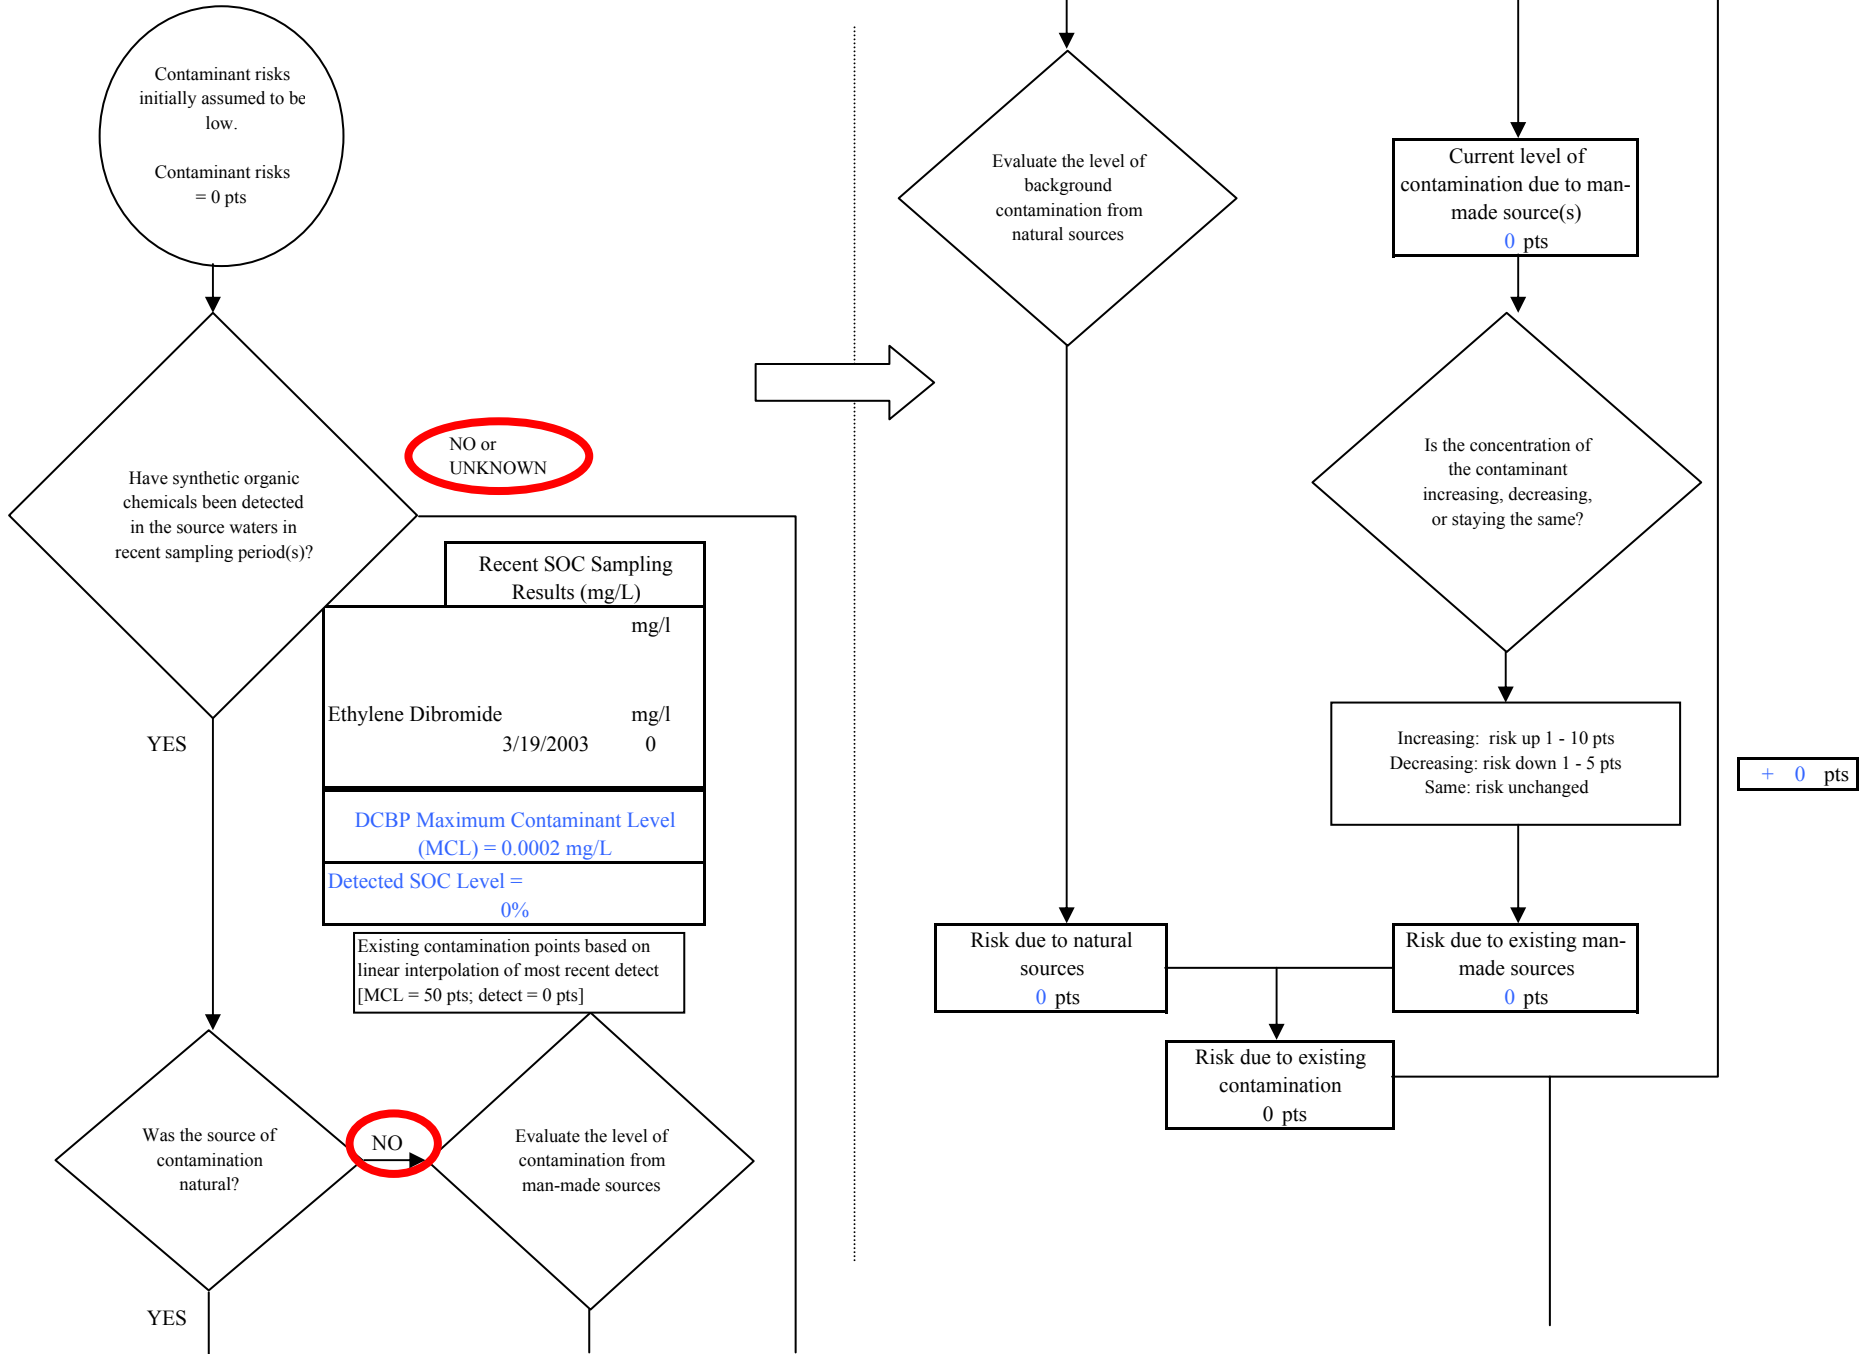 Contaminant risks
initially assumed to be
low.
Contaminant risks
= 0 pts
Have synthetic organic
chemicals been detected
in the source waters in
recent sampling period(s)?
NO or
UNKNOWN
YES
Recent SOC Sampling
Results (mg/L)
mg/l
Ethylene Dibromide mg/l
3/19/2003 0
DCBP Maximum Contaminant Level
(MCL) = 0.0002 mg/L
Detected SOC Level =
0%
Existing contamination points based on
linear interpolation of most recent detect
[MCL = 50 pts; detect = 0 pts]
Was the source of
contamination
natural?
NO
Evaluate the level of
contamination from
man-made sources
YES
Evaluate the level of
background
contamination from
natural sources
Current level of
contamination due to man-
made source(s)
0 pts
Is the concentration of
the contaminant
increasing, decreasing,
or staying the same?
Increasing: risk up 1 - 10 pts
Decreasing: risk down 1 - 5 pts
Same: risk unchanged
+ 0 pts
Risk due to natural
sources
0 pts
Risk due to existing man-
made sources
0 pts
Risk due to existing
contamination
0 pts